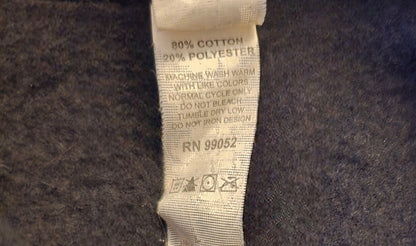 80% COTTON
20% POLYESTER
MACHINE WASH WARM
WITH LIKE COLORS
NORMAL CYCLE ONLY
DO NOT BLEACH
TUMBLE DRY LOW
DO NOT IRON DESIGN
RN 99052